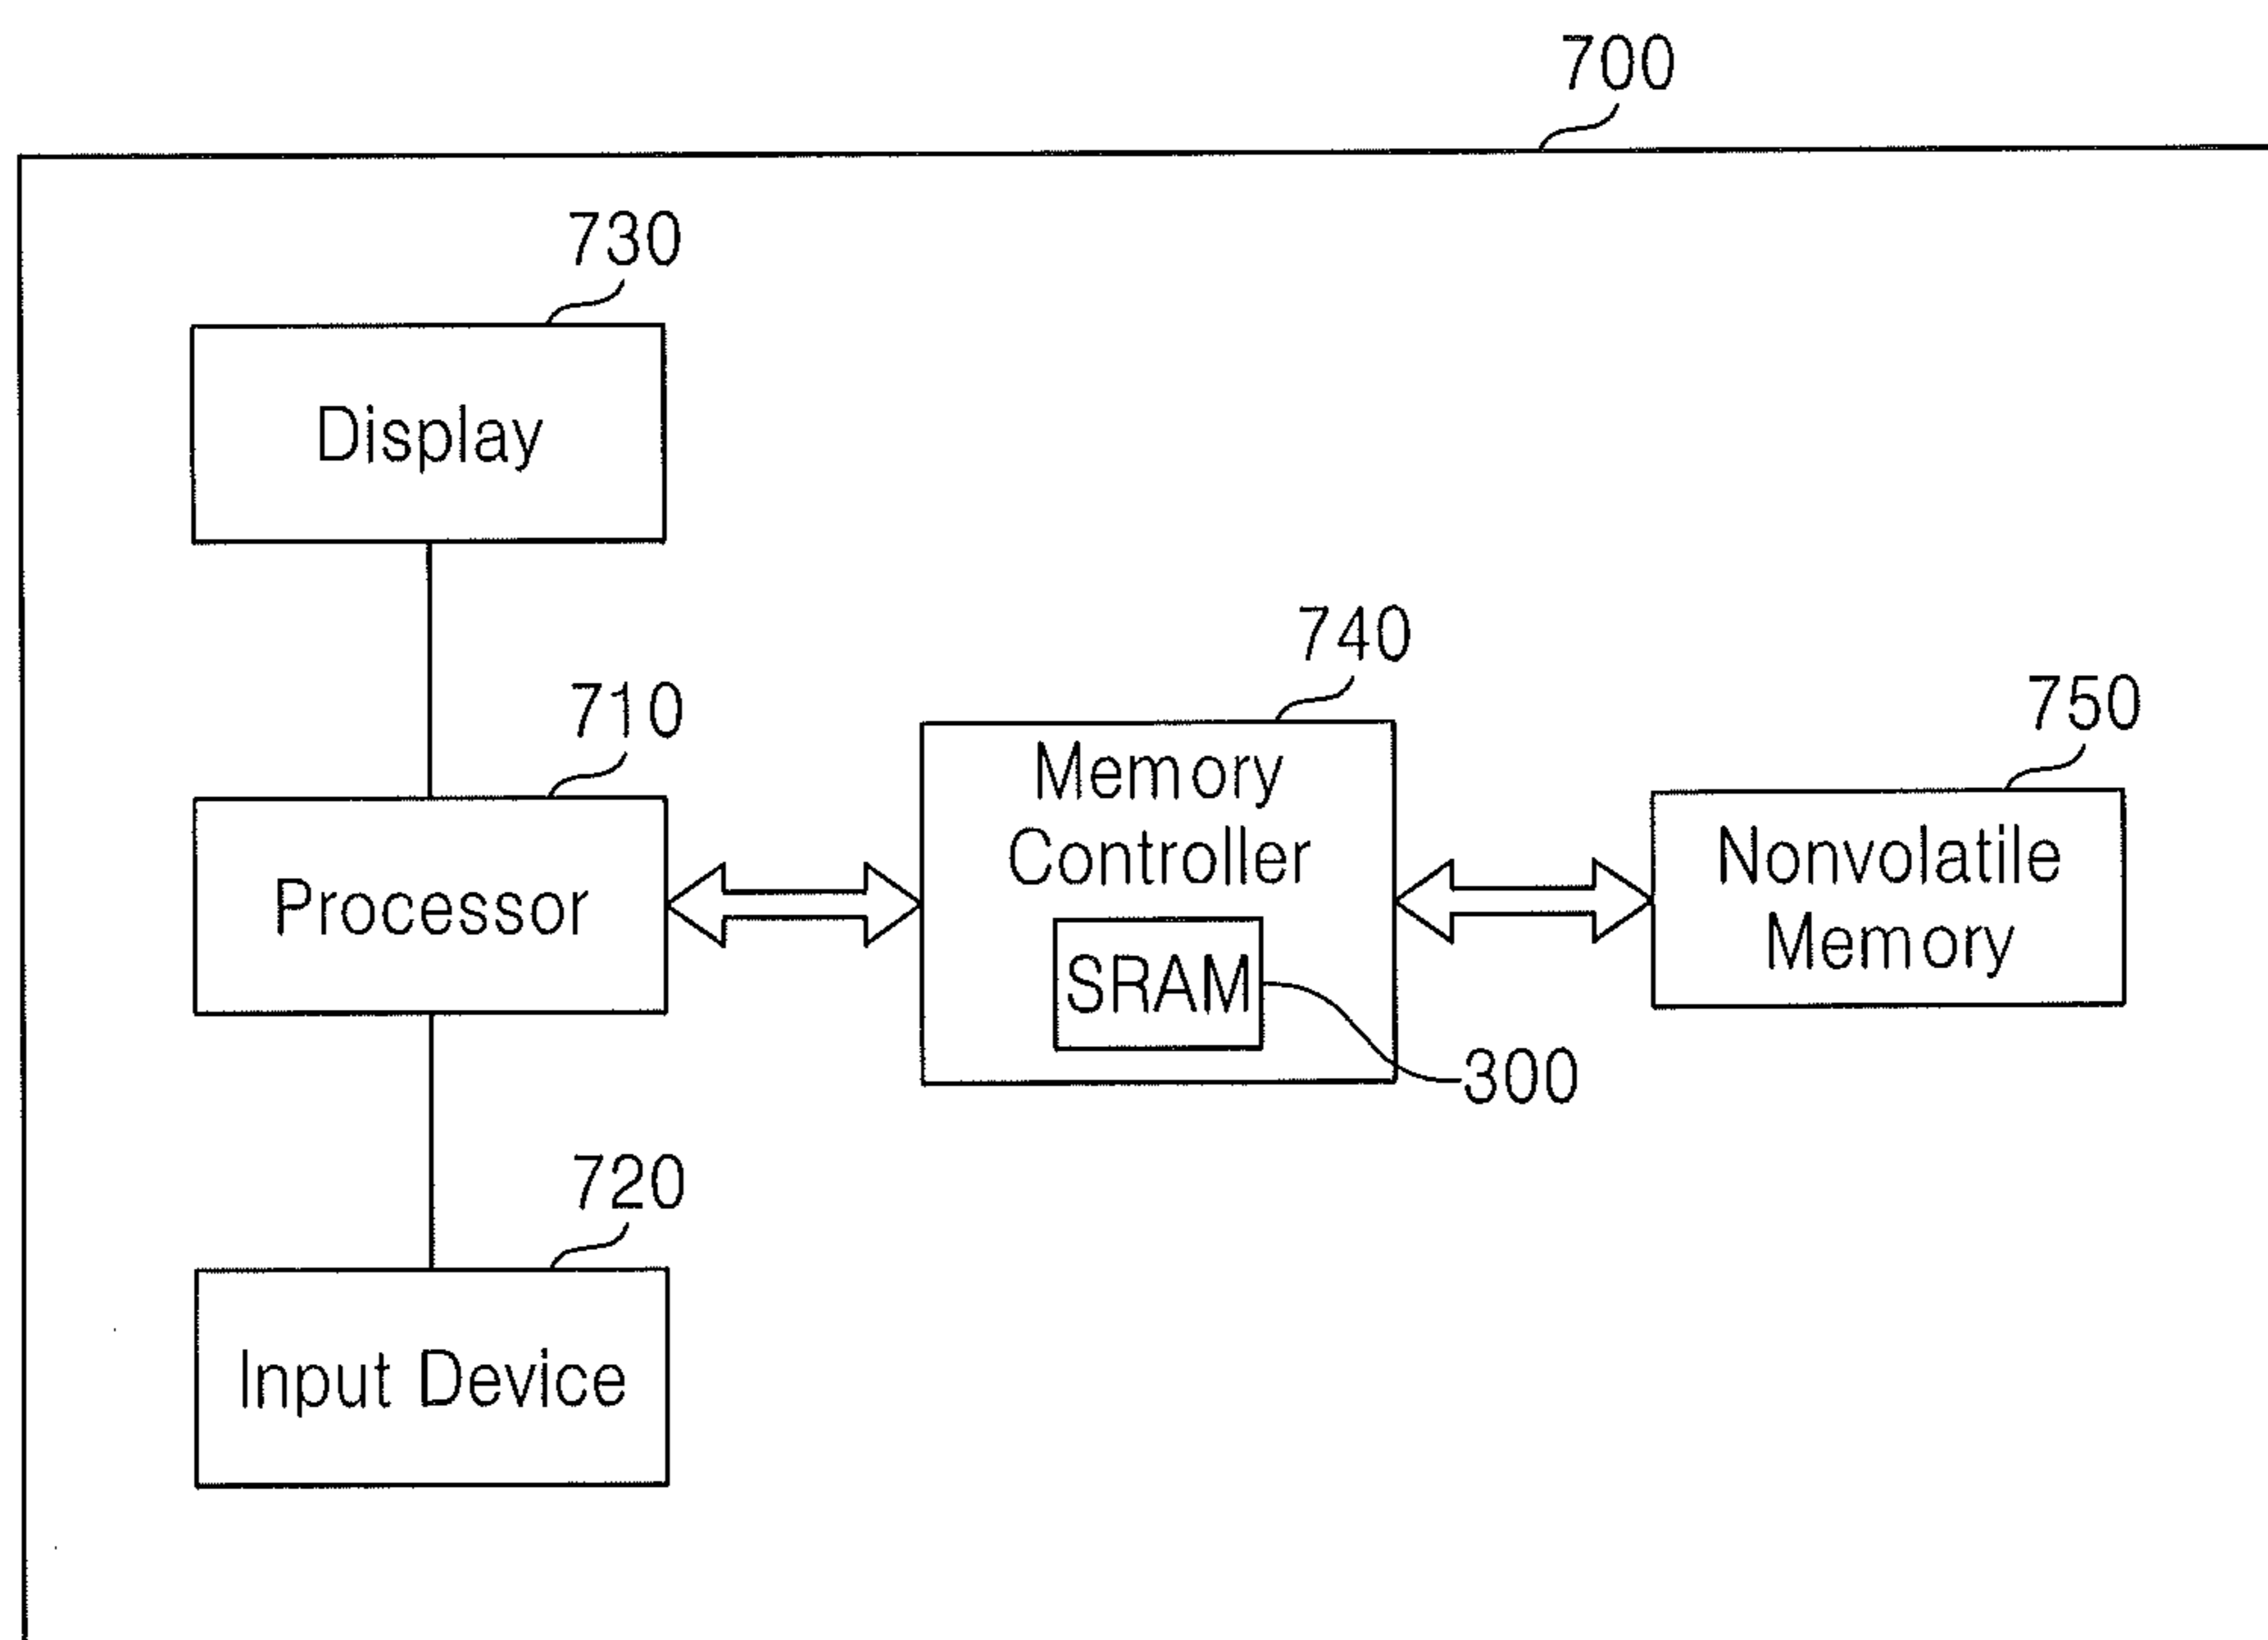 700
730
Display
740
710
750
Memory
Controller
Nonvolatile
Memory
Processor
SRAM
300
720
Input Device